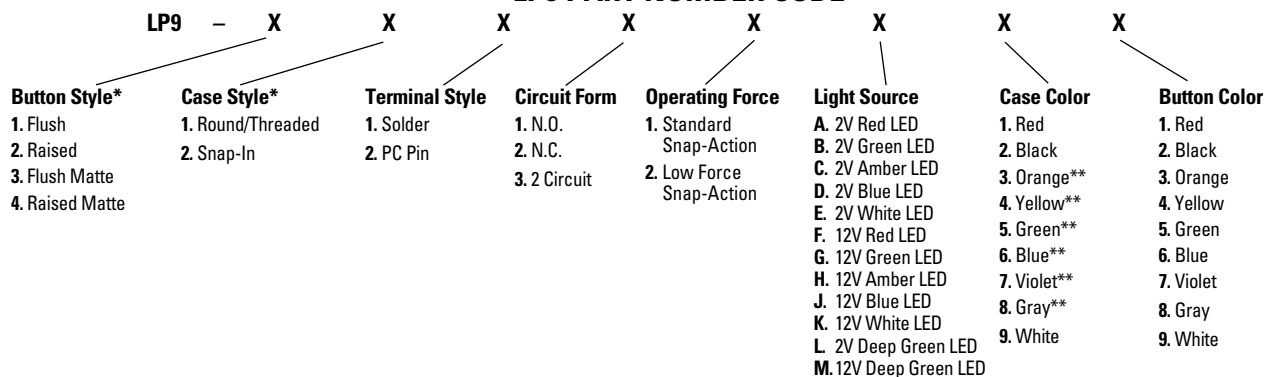 LP9 – X X X X X X X X
Button Style*
1. Flush
2. Raised
3. Flush Matte
4. Raised Matte
Case Style*
1. Round/Threaded
2. Snap-In
Terminal Style
1. Solder
2. PC Pin
Circuit Form
1. N.O.
2. N.C.
3. 2 Circuit
Operating Force
1. Standard
Snap-Action
2. Low Force
Snap-Action
Light Source
A. 2V Red LED
B. 2V Green LED
C. 2V Amber LED
D. 2V Blue LED
E. 2V White LED
F. 12V Red LED
G. 12V Green LED
H. 12V Amber LED
J. 12V Blue LED
K. 12V White LED
L. 2V Deep Green LED
M. 12V Deep Green LED
Case Color
1. Red
2. Black
3. Orange**
4. Yellow**
5. Green**
6. Blue**
7. Violet**
8. Gray**
9. White
Button Color
1. Red
2. Black
3. Orange
4. Yellow
5. Green
6. Blue
7. Violet
8. Gray
9. White